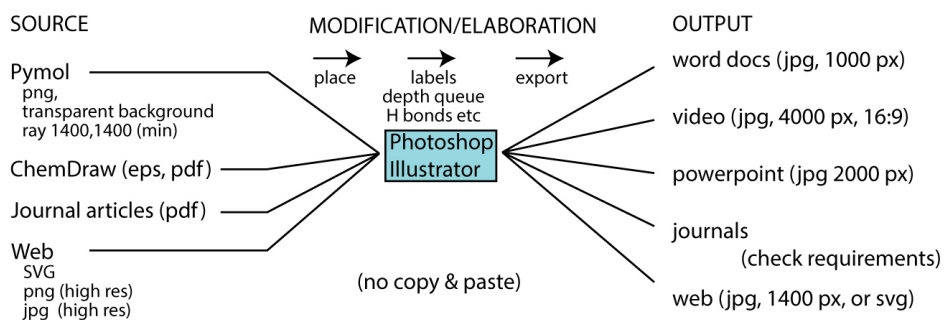 SOURCE
Pymol
png,
transparent background
ray 1400,1400 (min)
ChemDraw (eps, pdf)
Journal articles (pdf)
Web
SVG
png (high res)
jpg (high res)
MODIFICATION/ELABORATION
place
labels
depth queue
H bonds etc
export
Photoshop
Illustrator
(no copy & paste)
OUTPUT
word docs (jpg, 1000 px)
video (jpg, 4000 px, 16:9)
powerpoint (jpg 2000 px)
journals
(check requirements)
web (jpg, 1400 px, or svg)